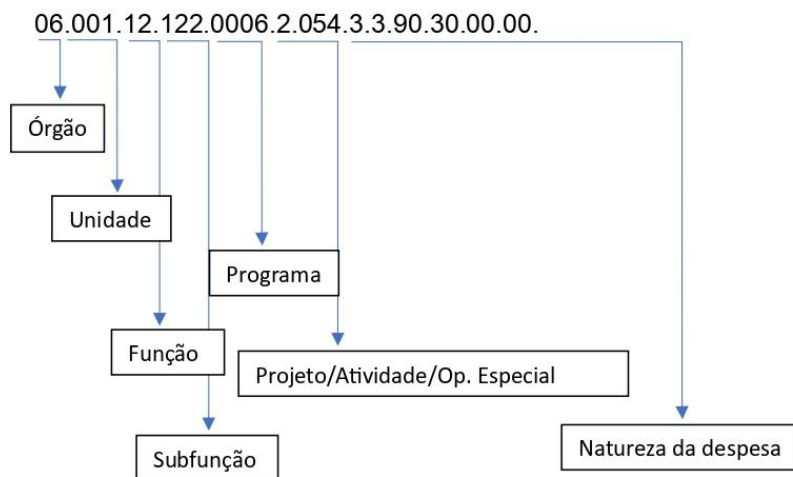 06.001.12.122.0006.2.054.3.3.90.30.00.00.
Órgão
Unidade
Programa
Função
Projeto/Atividade/Op. Especial
Natureza da despesa
Subfunção